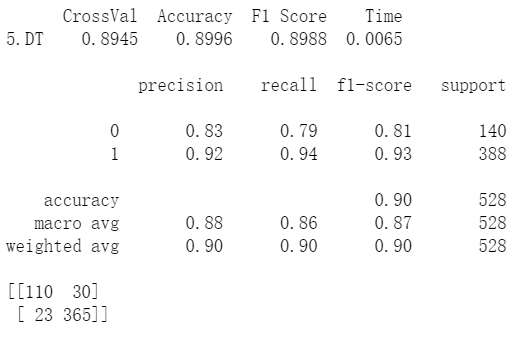 CrossVal Accuracy F1 Score Time
5.DT 0.8945 0.8996 0.8988 0.0065
precision recall f1-score support
0 0.83 0.79 0.81 140
1 0.92 0.94 0.93 388
accuracy 0.90 528
macro avg 0.88 0.86 0.87 528
weighted avg 0.90 0.90 0.90 528
[[110 30]
[ 23 365]]